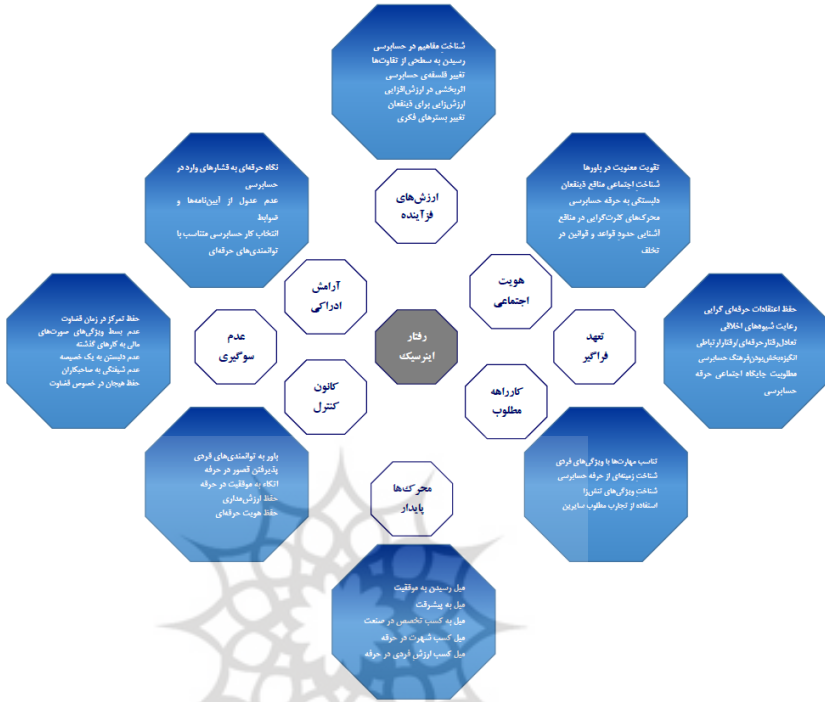 شناخت مفاهیم در حسابرسی
رسیدن به سطحی از تفاوت‌ها
تغییر فلسفه‌ی حسابرسی
اثربخشی در ارزش‌افزایی
ارزش‌زایی برای ذینفعان
تغییر بسترهای فکری
ارزش‌های
فزآینده
تقویت معنویت در باورها
شناخت اجتماعی منافع ذینفعان
دلبستگی به حرفه حسابرسی
محرک‌های کثرت‌گرایی در منافع
آشنایی حدود قواعد و قوانین در
تخلف
هویت
اجتماعی
نگاه حرفه‌ای به فشارهای وارد در
حسابرسی
عدم عدول از آیین‌نامه‌ها و
ضوابط
انتخاب کار حسابرسی متناسب با
توانمندی‌های حرفه‌ای
آرامش
ادراکی
حفظ اعتقادات حرفه‌ای گرایی
رعایت شیوه‌های اخلاقی
تعادل‌رفتارحرفه‌ای/رفتارارتباطی
انگیزه‌بخش‌بودن‌فرهنگ حسابرسی
مطلوبیت جایگاه اجتماعی حرفه
حسابرسی
تعهد
فراگیر
رفتار
اینرسیک
عدم
سوگیری
حفظ تمرکز در زمان قضاوت
عدم بسط ویژگی‌های صورت‌های
مالی به کارهای گذشته
عدم دلبستن به یک خصیصه
عدم شیفتگی به صاحبکاران
حفظ هیجان در خصوص قضاوت
کارراهه
مطلوب
تناسب مهارت‌ها با ویژگی‌های فردی
شناخت زمینه‌ای از حرفه حسابرسی
شناخت ویژگی‌های تنش‌زا
استفاده از تجارب مطلوب سایرین
کانون
کنترل
باور به توانمندی‌های فردی
پذیرفتن قصور در حرفه
اتکاء به موفقیت در حرفه
حفظ ارزش‌مداری
حفظ هویت حرفه‌ای
محرک‌ها
پایدار
میل رسیدن به موفقیت
میل به پیشرفت
میل به کسب تخصص در صنعت
میل کسب شهرت در حرفه
میل کسب ارزش فردی در حرفه